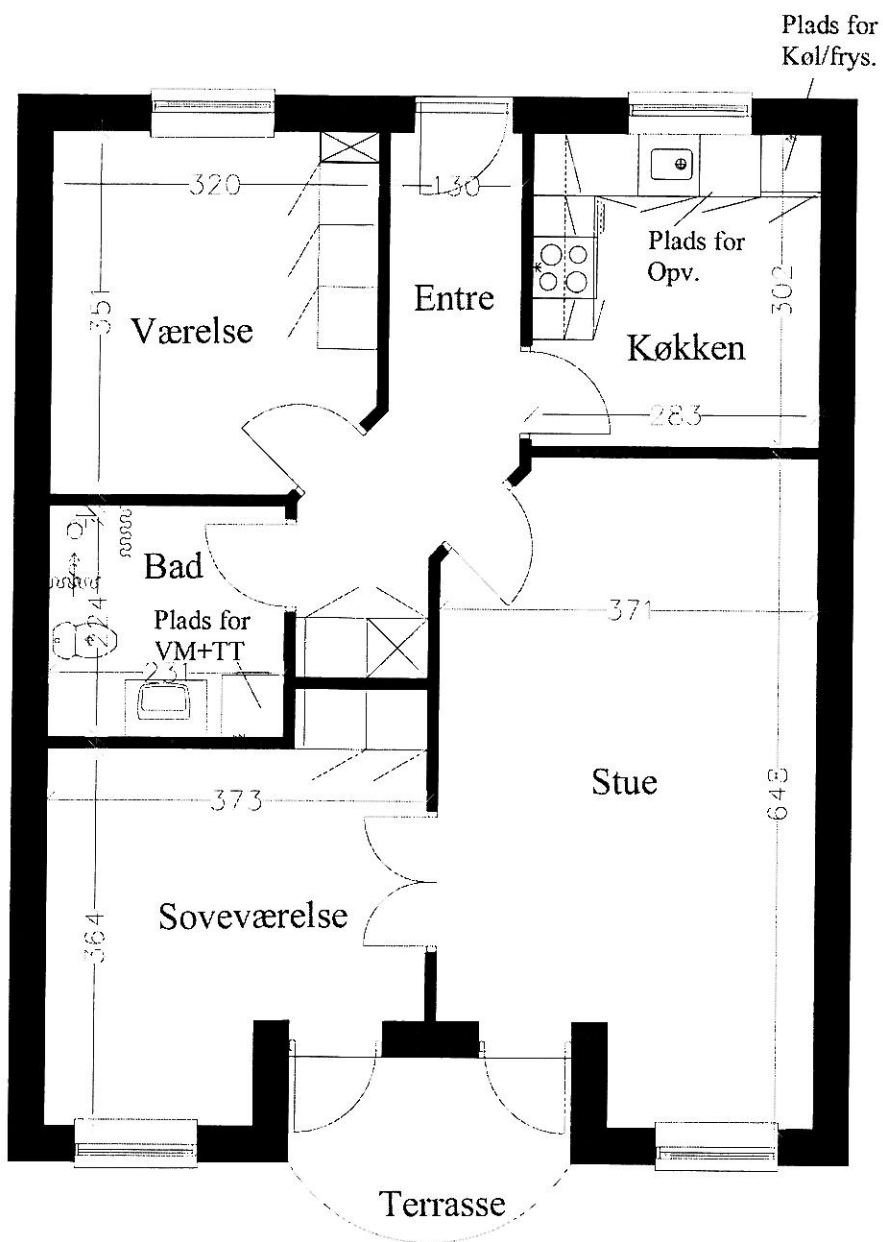 Plads for
Køl/frys.
320
130
Plads for
Opv.
302
351
Entre
Værelse
Køkken
283
Bad
224
Plads for
VM+TT
231
371
Stue
648
373
Soveværelse
364
Terrasse